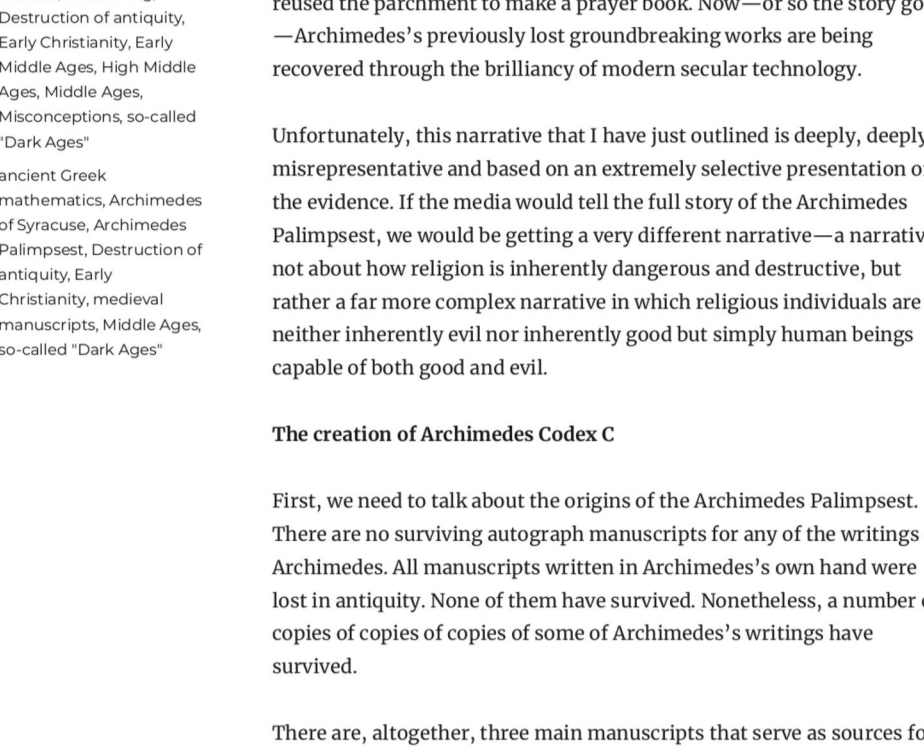 Destruction of antiquity,
Early Christianity, Early
Middle Ages, High Middle
Ages, Middle Ages,
Misconceptions, so-called
"Dark Ages"
ancient Greek
mathematics, Archimedes
of Syracuse, Archimedes
Palimpsest, Destruction of
antiquity, Early
Christianity, medieval
manuscripts, Middle Ages,
so-called "Dark Ages"
reused the parchment to make a prayer book. Now—or so the story go
—Archimedes’s previously lost groundbreaking works are being
recovered through the brilliancy of modern secular technology.
Unfortunately, this narrative that I have just outlined is deeply, deeply
misrepresentative and based on an extremely selective presentation o
the evidence. If the media would tell the full story of the Archimedes
Palimpsest, we would be getting a very different narrative—a narrativ
not about how religion is inherently dangerous and destructive, but
rather a far more complex narrative in which religious individuals are
neither inherently evil nor inherently good but simply human beings
capable of both good and evil.
The creation of Archimedes Codex C
First, we need to talk about the origins of the Archimedes Palimpsest.
There are no surviving autograph manuscripts for any of the writings
Archimedes. All manuscripts written in Archimedes’s own hand were
lost in antiquity. None of them have survived. Nonetheless, a number
copies of copies of copies of some of Archimedes’s writings have
survived.
There are, altogether, three main manuscripts that serve as sources fo